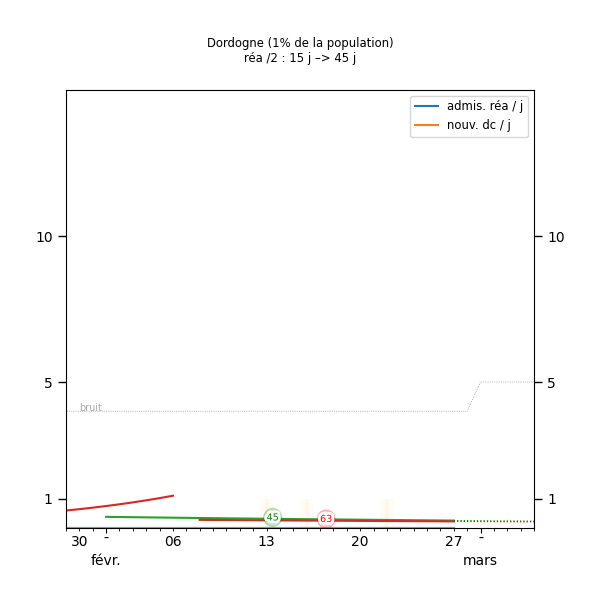 Dordogne (1% de la population)
réa /2 : 15 j –> 45 j
admis. réa / j
nouv. dc / j
10
10
5
5
bruit
1
1
45
63
30 - 06 13 20 27 -
févr. mars